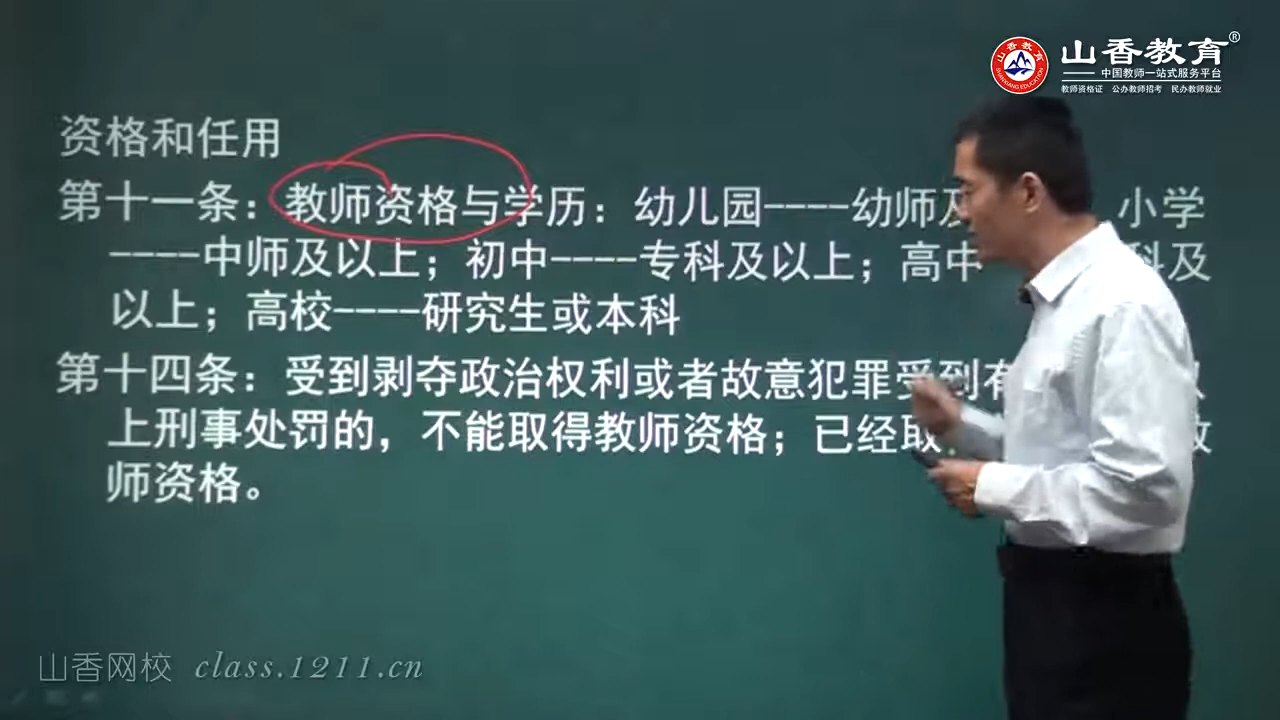 山香教育®
中国教师一站式服务平台
教师资格证 公办教师招考 民办教师就业
山香教育
SHANXIANG EDUCATION
资格和任用
第十一条：教师资格与学历：幼儿园----幼师及 小学
----中师及以上；初中----专科及以上；高中 科及
以上；高校----研究生或本科
第十四条：受到剥夺政治权利或者故意犯罪受到有
上刑事处罚的，不能取得教师资格；已经取
师资格。
山香网校 class.1211.cn